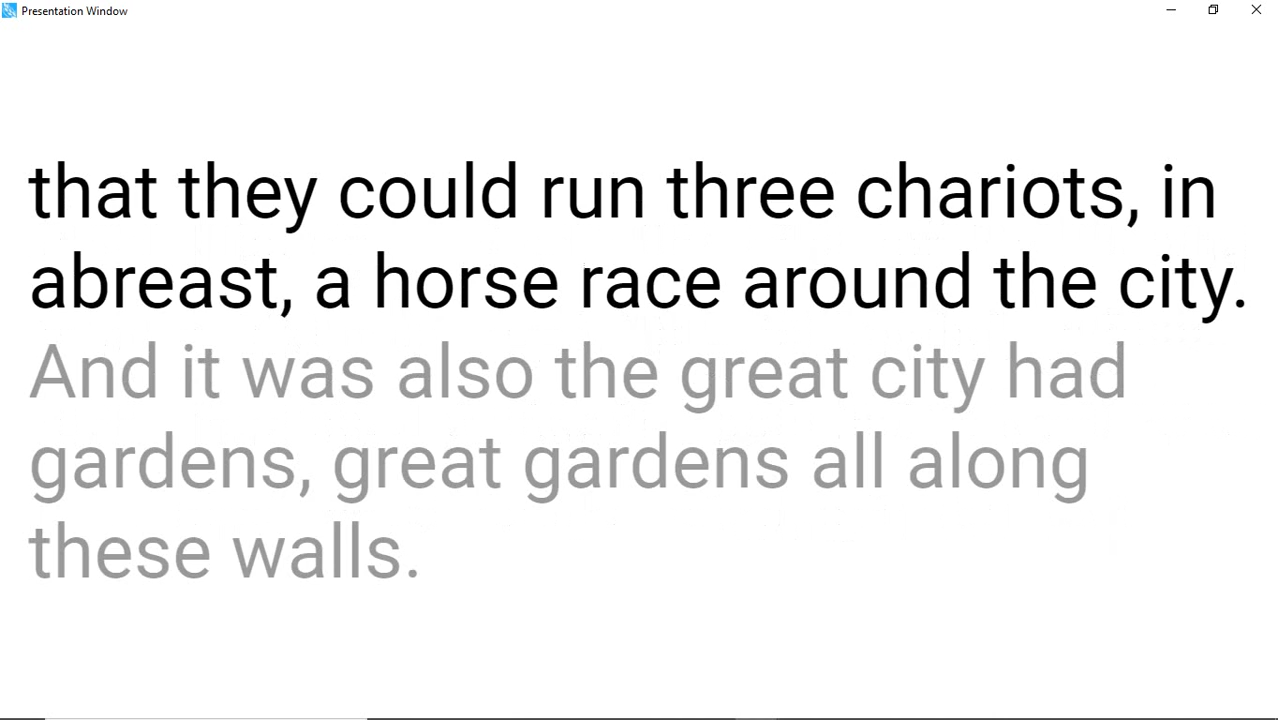 Presentation Window
that they could run three chariots, in
abreast, a horse race around the city.
And it was also the great city had
gardens, great gardens all along
these walls.